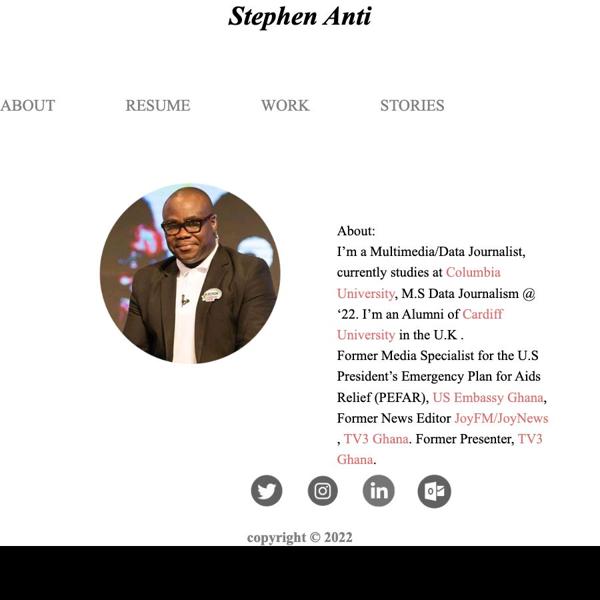 Stephen Anti
ABOUT RESUME WORK STORIES
About:
I’m a Multimedia/Data Journalist,
currently studies at Columbia
University, M.S Data Journalism @
‘22. I’m an Alumni of Cardiff
University in the U.K .
Former Media Specialist for the U.S
President’s Emergency Plan for Aids
Relief (PEFAR), US Embassy Ghana,
Former News Editor JoyFM/JoyNews
, TV3 Ghana. Former Presenter, TV3
Ghana.
copyright © 2022